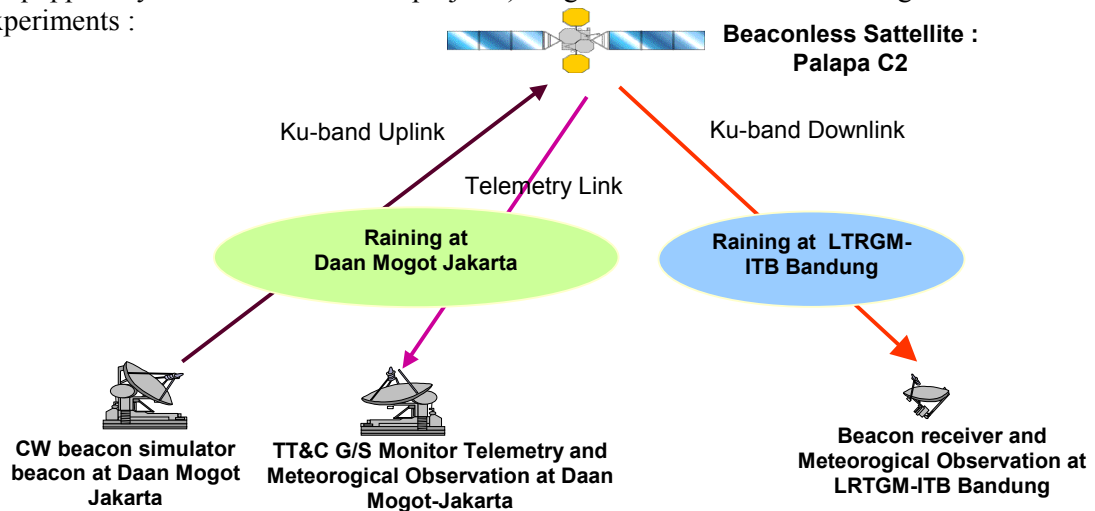 experiments :
Beaconless Sattellite :
Palapa C2
Ku-band Uplink
Ku-band Downlink
Telemetry Link
Raining at
Daan Mogot Jakarta
Raining at LTRGM-
ITB Bandung
CW beacon simulator
beacon at Daan Mogot
Jakarta
TT&C G/S Monitor Telemetry and
Meteorogical Observation at Daan
Mogot-Jakarta
Beacon receiver and
Meteorogical Observation at
LRTGM-ITB Bandung